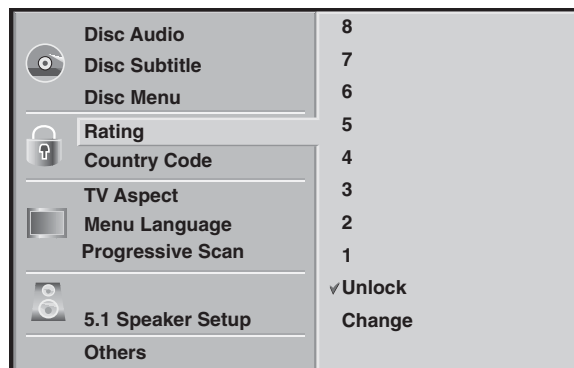 Disc Audio
Disc Subtitle
Disc Menu
Rating
Country Code
TV Aspect
Menu Language
Progressive Scan
5.1 Speaker Setup
Others
8
7
6
5
4
3
2
1
Unlock
Change